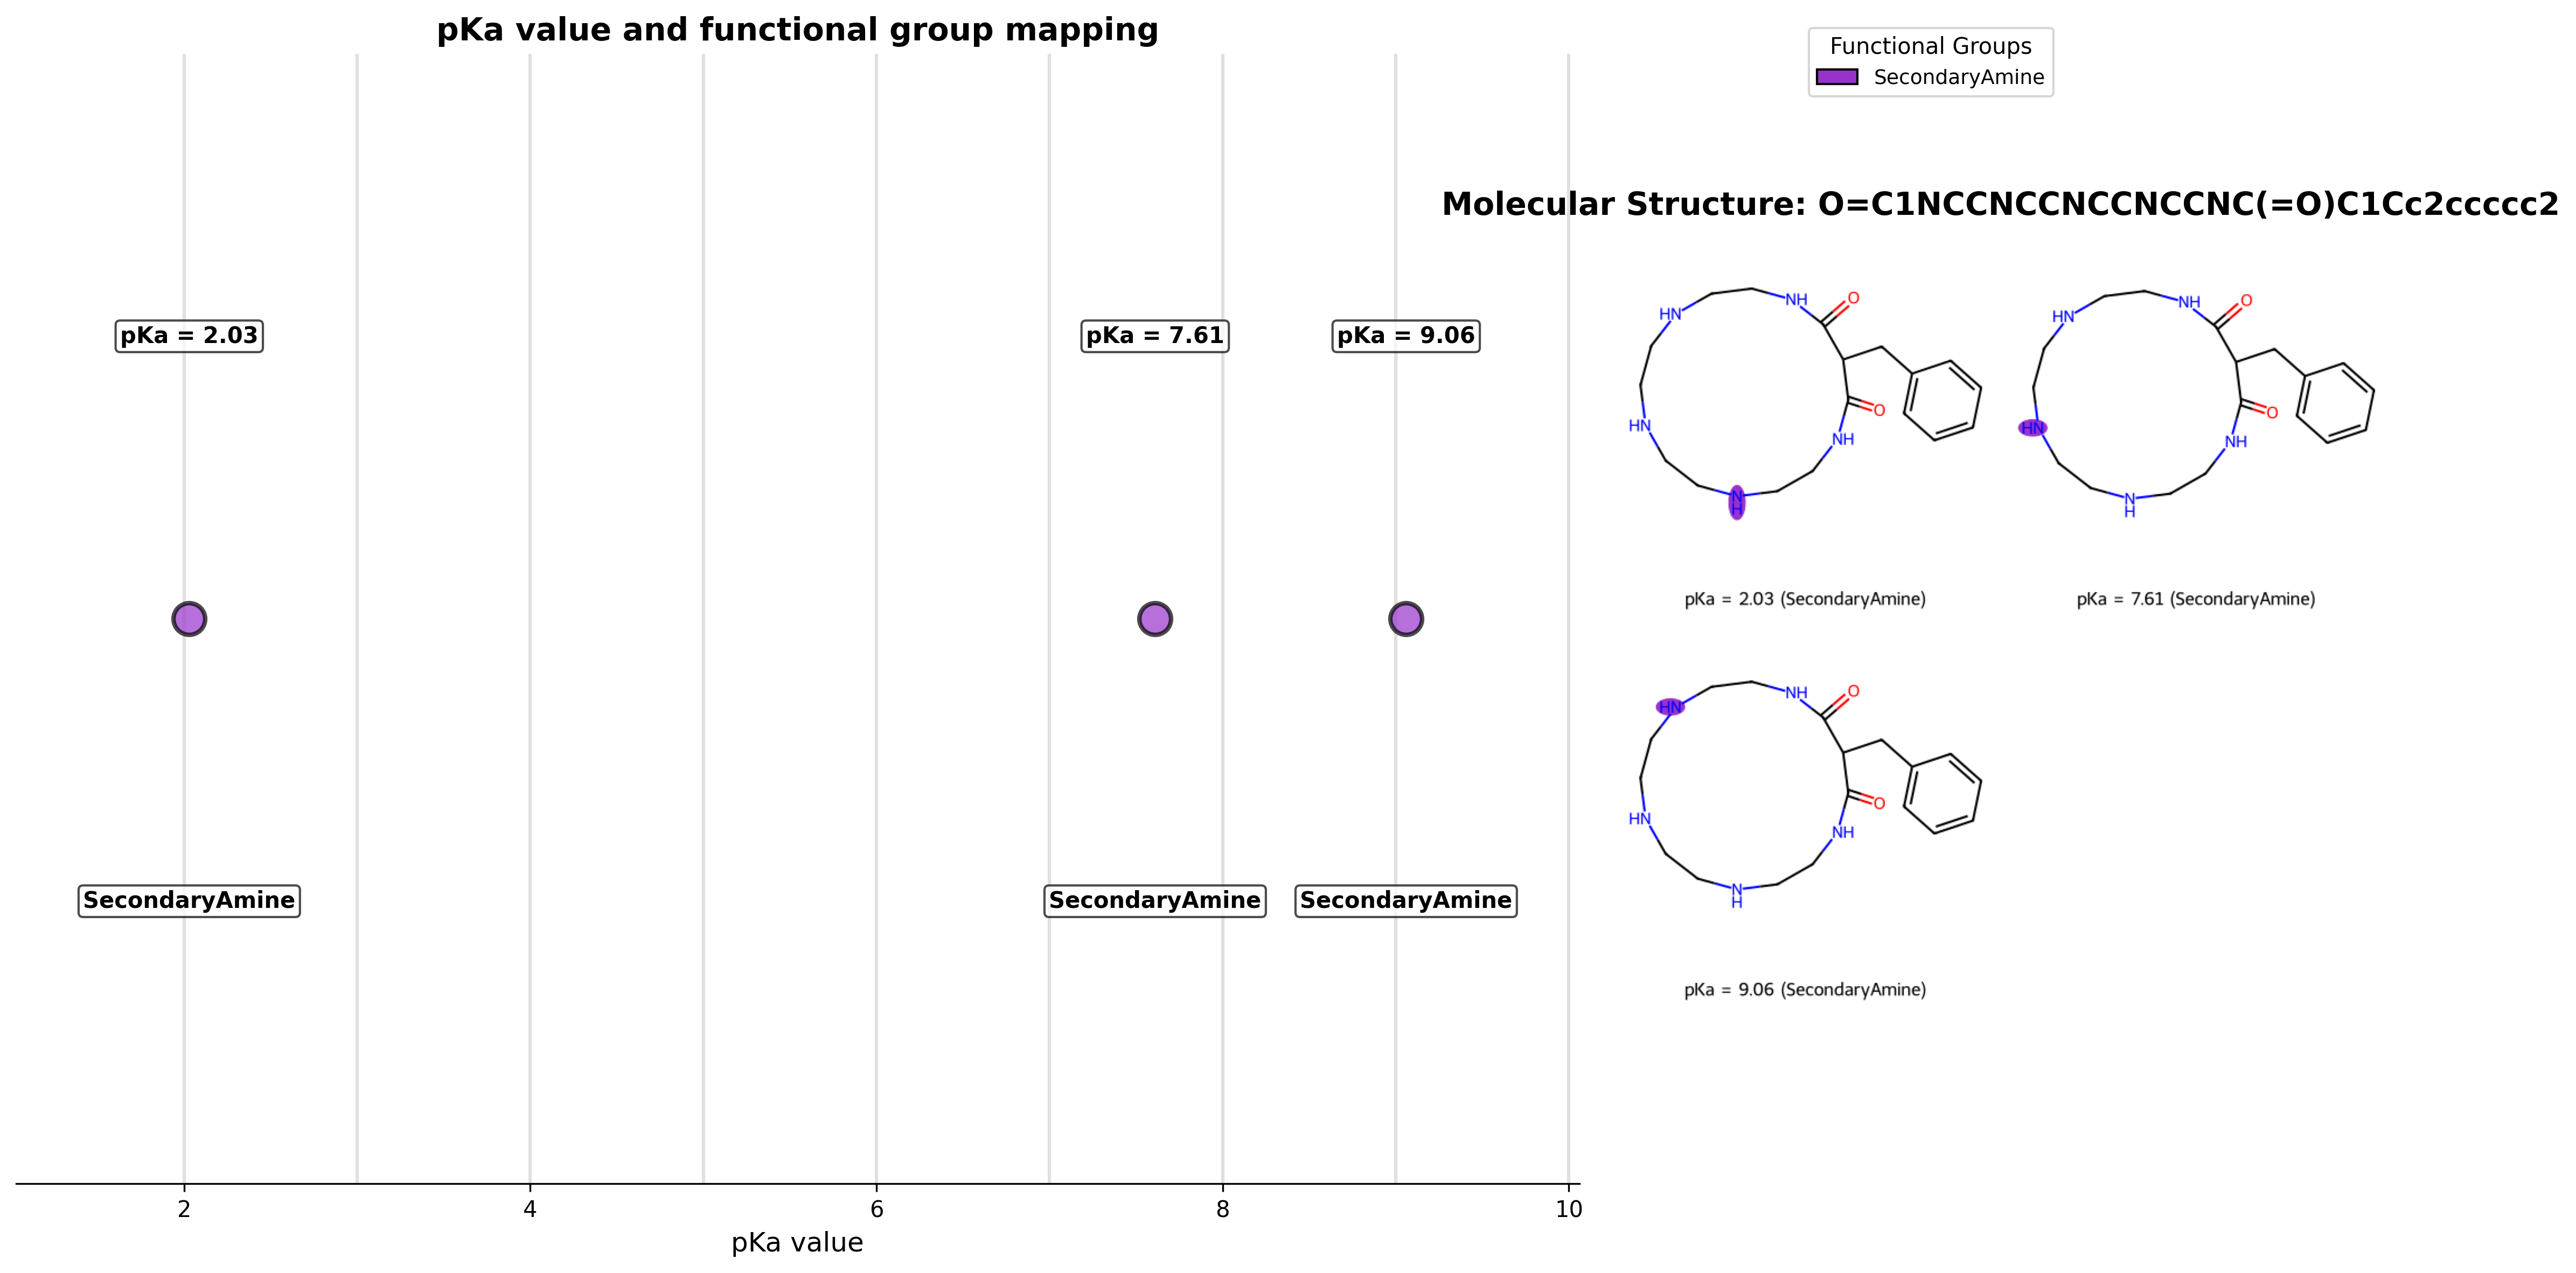 pKa value and functional group mapping
Functional Groups
SecondaryAmine
Molecular Structure: O=C1NCCNCCNCCNCCNC(=O)C1Cc2ccccc2
pKa = 2.03
pKa = 7.61
pKa = 9.06
SecondaryAmine
SecondaryAmine
SecondaryAmine
2
4
6
8
10
pKa value
HN
NH
O
HN
O
NH
N
H
pKa = 2.03 (SecondaryAmine)
HN
NH
O
HN
O
NH
N
H
pKa = 7.61 (SecondaryAmine)
HN
NH
O
HN
O
NH
N
H
pKa = 9.06 (SecondaryAmine)